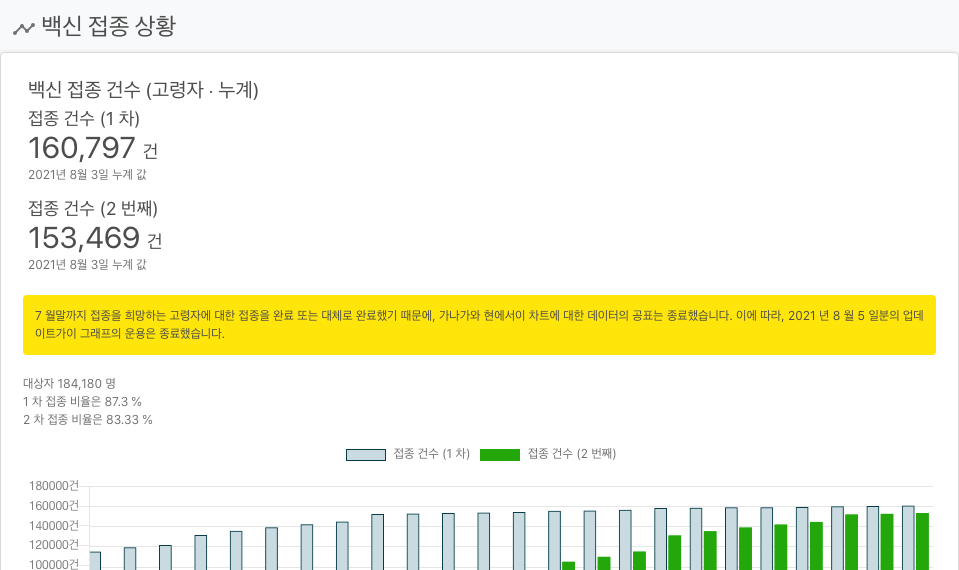 백신 접종 상황
백신 접종 건수 (고령자 · 누계)
접종 건수 (1 차)
160,797 건
2021년 8월 3일 누계 값
접종 건수 (2 번째)
153,469 건
2021년 8월 3일 누계 값
7 월말까지 접종을 희망하는 고령자에 대한 접종을 완료 또는 대체로 완료했기 때문에, 가나가와 현에서이 차트에 대한 데이터의 공표는 종료했습니다. 이에 따라, 2021 년 8 월 5 일분의 업데
이트가이 그래프의 운용은 종료했습니다.
대상자 184,180 명
1 차 접종 비율은 87.3 %
2 차 접종 비율은 83.33 %
접종 건수 (1 차) 접종 건수 (2 번째)
180000건
160000건
140000건
120000건
100000건